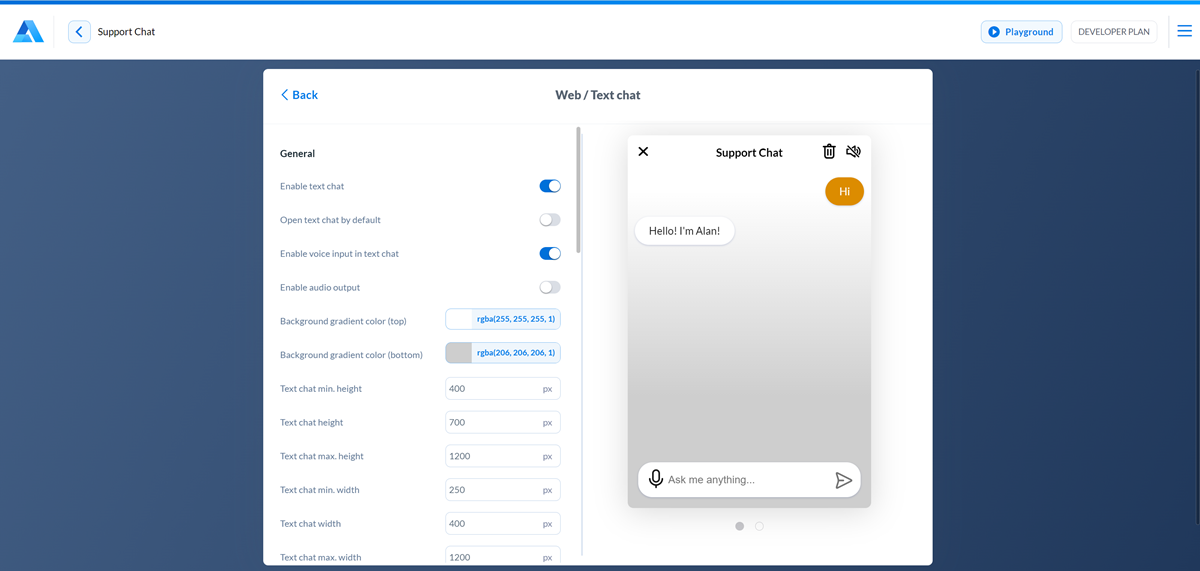 Support Chat
Playground
DEVELOPER PLAN
Back
Web / Text chat
General
Enable text chat
Open text chat by default
Enable voice input in text chat
Enable audio output
Background gradient color (top)
rgba(255, 255, 255, 1)
Background gradient color (bottom)
rgba(206, 206, 206, 1)
Text chat min. height
400 px
Text chat height
700 px
Text chat max. height
1200 px
Text chat min. width
250 px
Text chat width
400 px
Text chat max. width
1200 px
Support Chat
Hi
Hello! I'm Alan!
Ask me anything...